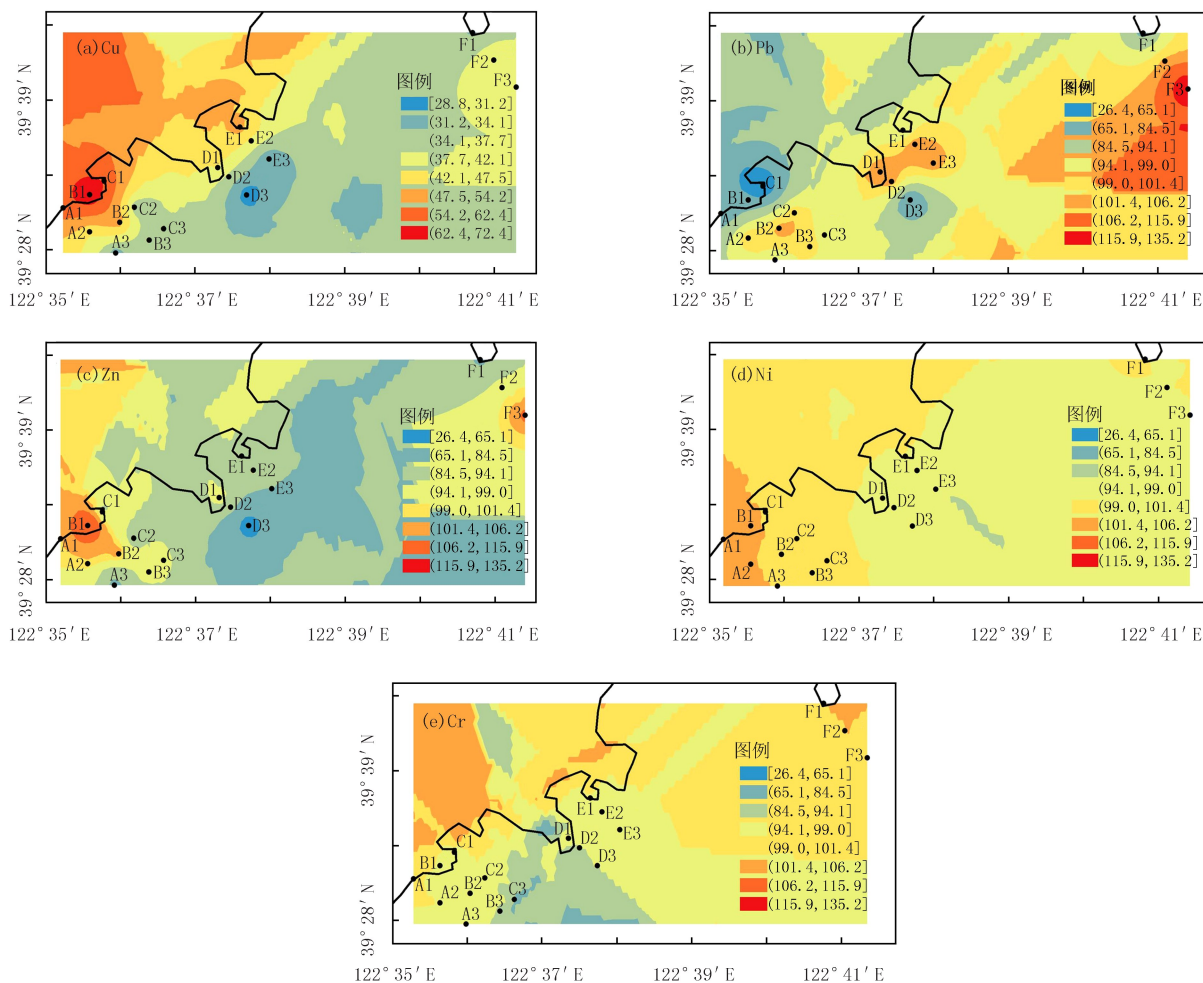 (a)Cu
F1
F2
F3
图例
[28.8, 31.2]
(31.2, 34.1]
(34.1, 37.7]
(37.7, 42.1]
(42.1, 47.5]
(47.5, 54.2]
(54.2, 62.4]
(62.4, 72.4]
E1
E2
E3
D1
D2
D3
C1
B1
A1
C2
B2
A2
C3
B3
A3
39° N
39° 28′ N
122° 35′ E
122° 37′ E
122° 39′ E
122° 41′ E
(b)Pb
F1
F2
F3
图例
[26.4, 65.1]
(65.1, 84.5]
(84.5, 94.1]
(94.1, 99.0]
(99.0, 101.4]
(101.4, 106.2]
(106.2, 115.9]
(115.9, 135.2]
E1
E2
E3
D1
D2
D3
C1
B1
A1
C2
B2
A2
C3
B3
A3
39′ N
39° 28′ N
122° 35′ E
122° 37′ E
122° 39′ E
122° 41′ E
(c)Zn
F1
F2
F3
图例
[26.4, 65.1]
(65.1, 84.5]
(84.5, 94.1]
(94.1, 99.0]
(99.0, 101.4]
(101.4, 106.2]
(106.2, 115.9]
(115.9, 135.2]
E1
E2
E3
D1
D2
D3
C1
B1
A1
C2
B2
A2
C3
B3
A3
39′ N
39° 28′ N
122° 35′ E
122° 37′ E
122° 39′ E
122° 41′ E
(d)Ni
F1
F2
F3
图例
[26.4, 65.1]
(65.1, 84.5]
(84.5, 94.1]
(94.1, 99.0]
(99.0, 101.4]
(101.4, 106.2]
(106.2, 115.9]
(115.9, 135.2]
E1
E2
E3
D1
D2
D3
C1
B1
A1
C2
B2
A2
C3
B3
A3
39′ N
39° 28′ N
122° 35′ E
122° 37′ E
122° 39′ E
122° 41′ E
(e)Cr
F1
F2
F3
图例
[26.4, 65.1]
(65.1, 84.5]
(84.5, 94.1]
(94.1, 99.0]
(99.0, 101.4]
(101.4, 106.2]
(106.2, 115.9]
(115.9, 135.2]
E1
E2
E3
D1
D2
D3
C1
B1
A1
C2
B2
A2
C3
B3
A3
39′ N
39° 28′ N
122° 35′ E
122° 37′ E
122° 39′ E
122° 41′ E